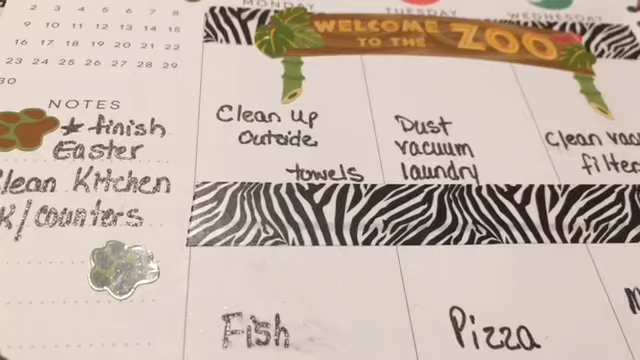 MONDAY
TUESDAY
WEDNESDAY
2 3 4 5 6 7 8
9 10 11 12 13 14 15
16 17 18 19 20 21 22
23 24 25 26 27 28 29
30
WELCOME
TO THE
ZOO
NOTES
finish
Easter
Clean Kitchen
/counters
Clean up
Outside
towels
Dust
vacuum
laundry
Clean
Fish
Pizza